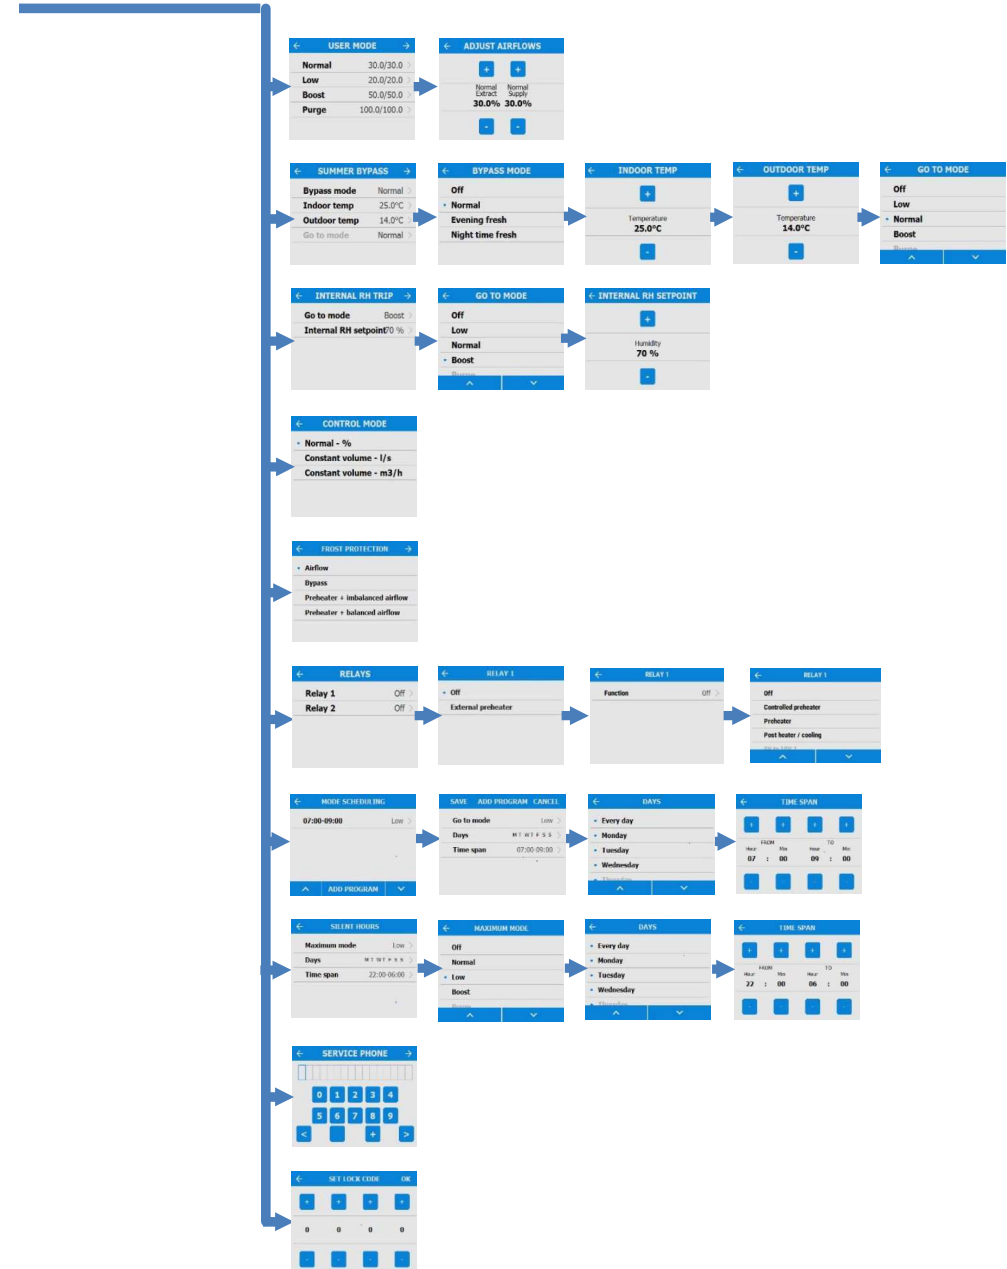 ← USER MODE →
Normal 30.0/30.0 >
Low 20.0/20.0 >
Boost 50.0/50.0 >
Purge 100.0/100.0 >
← ADJUST AIRFLOWS
+ +
Normal Normal
Extract Supply
30.0% 30.0%
- -
← SUMMER BYPASS →
Bypass mode Normal >
Indoor temp 25.0°C >
Outdoor temp 14.0°C >
Go to mode Normal >
← BYPASS MODE
Off
Normal
Evening fresh
Night time fresh
← INDOOR TEMP
+
Temperature
25.0°C
-
← OUTDOOR TEMP
+
Temperature
14.0°C
-
← GO TO MODE
Off
Low
Normal
Boost
Purge
← INTERNAL RH TRIP →
Go to mode Boost >
Internal RH setpoint 70 % >
← GO TO MODE
Off
Low
Normal
Boost
Purge
← INTERNAL RH SETPOINT
+
Humidity
70 %
-
← CONTROL MODE
Normal - %
Constant volume - l/s
Constant volume - m3/h
← FROST PROTECTION →
Airflow
Bypass
Preheater + imbalanced airflow
Preheater + balanced airflow
← RELAYS
Relay 1 Off >
Relay 2 Off >
← RELAY 1
Off
External preheater
← RELAY 1
Function Off >
← RELAY 1
Off
Controlled preheater
Preheater
Post heater / cooling
← MODE SCHEDULING
07:00-09:00 Low >
ADD PROGRAM
SAVE ADD PROGRAM CANCEL
Go to mode Low >
Days M T W T F S S >
Time span 07:00-09:00 >
← DAYS
Every day
Monday
Tuesday
Wednesday
Thursday
← TIME SPAN
+ + + +
FROM TO
Hour Min Hour Min
07 : 00 09 : 00
- - - -
← SILENT HOURS
Maximum mode Low >
Days M T W T F S S >
Time span 22:00-06:00 >
← MAXIMUM MODE
Off
Normal
Low
Boost
← DAYS
Every day
Monday
Tuesday
Wednesday
Thursday
← TIME SPAN
+ + + +
FROM TO
Hour Min Hour Min
22 : 00 06 : 00
- - - -
← SERVICE PHONE →
0 1 2 3 4
5 6 7 8 9
< + >
← SET LOCK CODE OK
+ + + +
0 0 0 0
- - - -